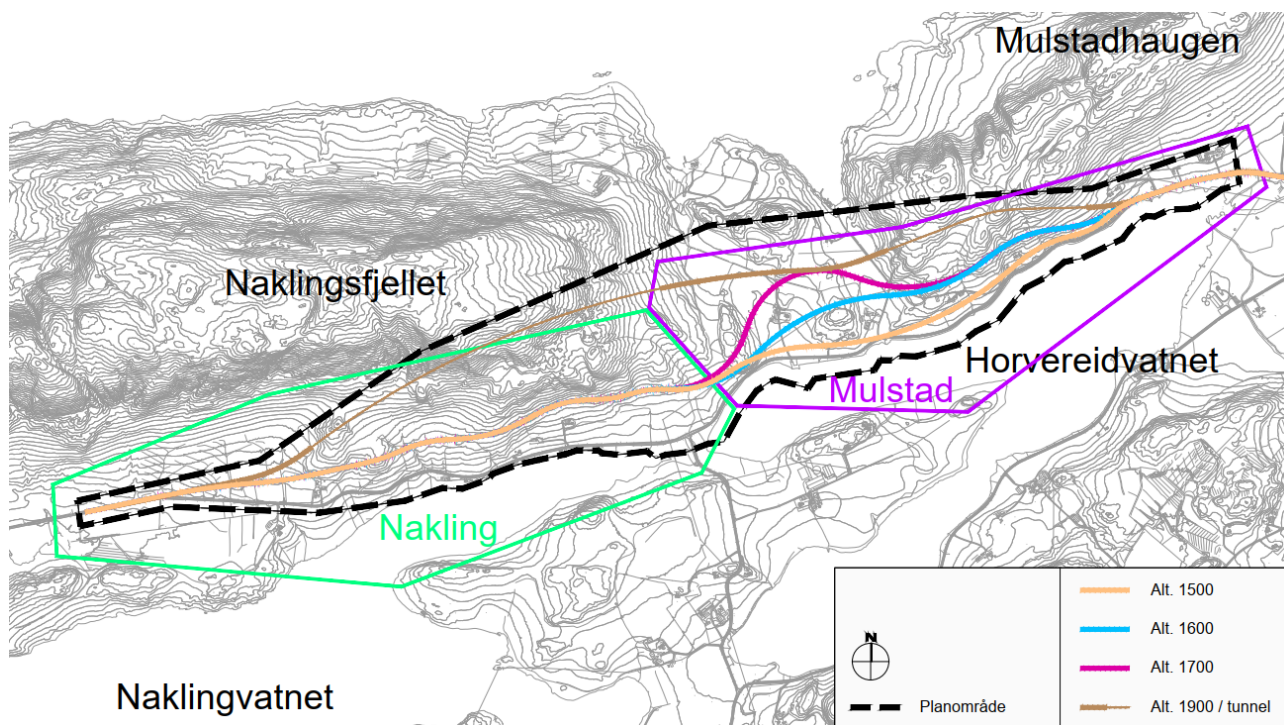 Mulstadhaugen
Naklingsfjellet
Horvereidvatnet
Mulstad
Nakling
Naklingvatnet
N
Planområde
Alt. 1500
Alt. 1600
Alt. 1700
Alt. 1900 / tunnel